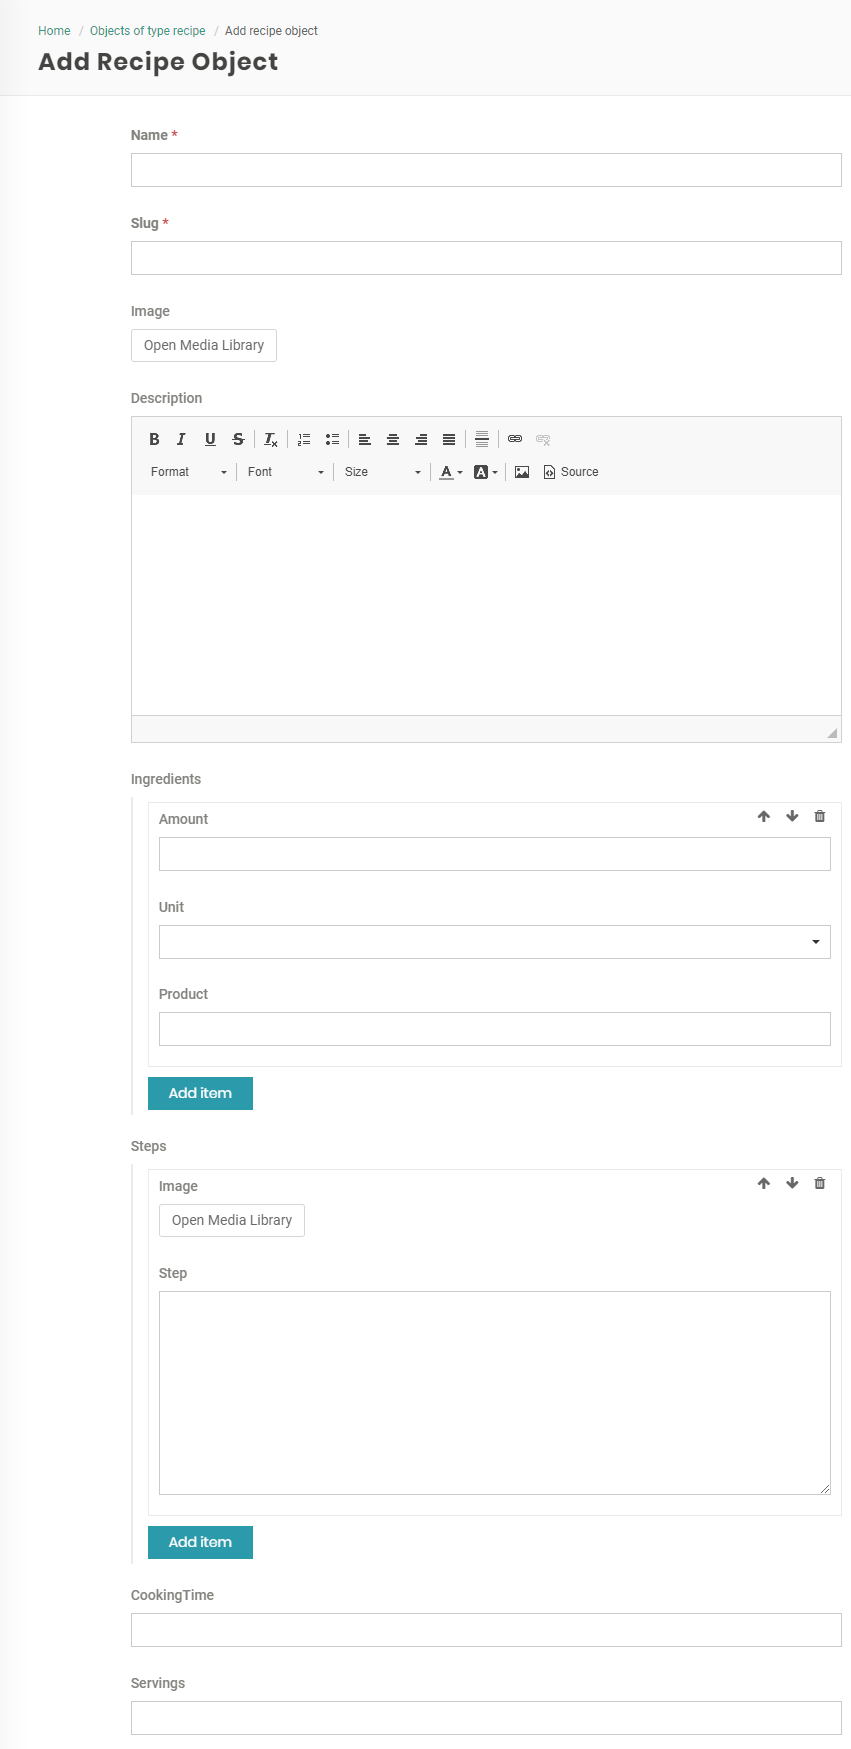 Home / Objects of type recipe / Add recipe object
Add Recipe Object
Name *
Slug *
Image
Open Media Library
Description
B I U S Tx
Format Font Size A A Source
Ingredients
Amount
Unit
Product
Add item
Steps
Image
Open Media Library
Step
Add item
CookingTime
Servings